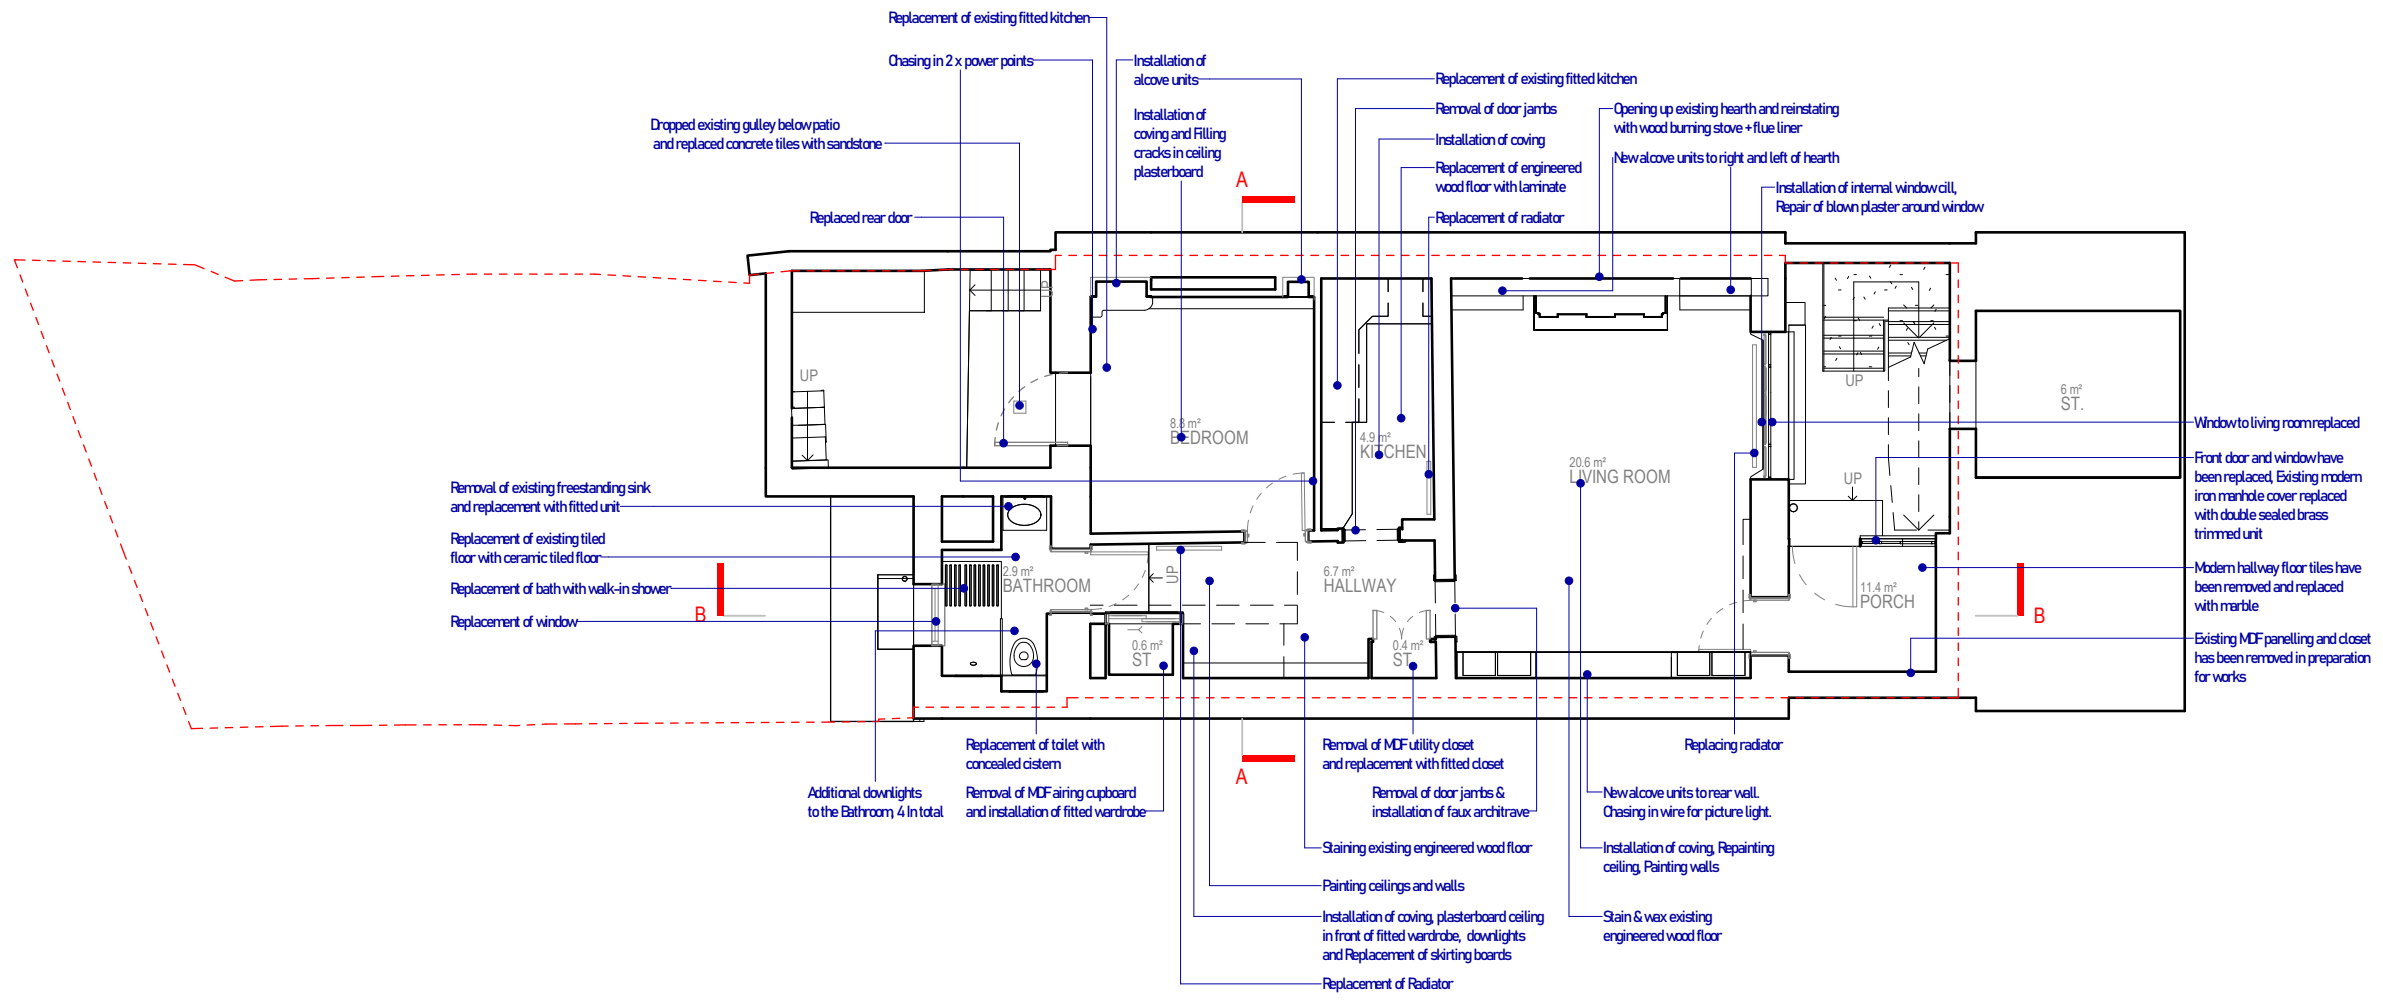 Replacement of existing fitted kitchen
Chasing in 2 x power points
Installation of
alcove units
Installation of
coving and Filling
cracks in ceiling
plasterboard
Dropped existing gulley below patio
and replaced concrete tiles with sandstone
Replaced rear door
Replacement of existing fitted kitchen
Removal of door jambs
Installation of coving
Replacement of engineered
wood floor with laminate
Replacement of radiator
Opening up existing hearth and reinstating
with wood burning stove + flue liner
New alcove units to right and left of hearth
Installation of internal window cill,
Repair of blown plaster around window
A
UP
UP
8.8 m²
BEDROOM
4.9 m²
KITCHEN
20.6 m²
LIVING ROOM
UP
UP
6 m²
ST.
Window to living room replaced
Front door and window have
been replaced, Existing modern
iron manhole cover replaced
with double sealed brass
trimmed unit
Modern hallway floor tiles have
been removed and replaced
with marble
Existing MDF panelling and closet
has been removed in preparation
for works
Removal of existing freestanding sink
and replacement with fitted unit
Replacement of existing tiled
floor with ceramic tiled floor
Replacement of bath with walk-in shower
Replacement of window
B
2.9 m²
BATHROOM
UP
6.7 m²
HALLWAY
0.6 m²
ST
0.4 m²
ST
11.4 m²
PORCH
B
A
Replacement of toilet with
concealed cistern
Additional downlights
to the Bathroom, 4 In total
Removal of MDF airing cupboard
and installation of fitted wardrobe
Removal of MDF utility closet
and replacement with fitted closet
Removal of door jambs &
installation of faux architrave
Replacing radiator
New alcove units to rear wall.
Chasing in wire for picture light.
Staining existing engineered wood floor
Installation of coving, Repainting
ceiling, Painting walls
Painting ceilings and walls
Installation of coving, plasterboard ceiling
in front of fitted wardrobe, downlights
and Replacement of skirting boards
Stain & wax existing
engineered wood floor
Replacement of Radiator